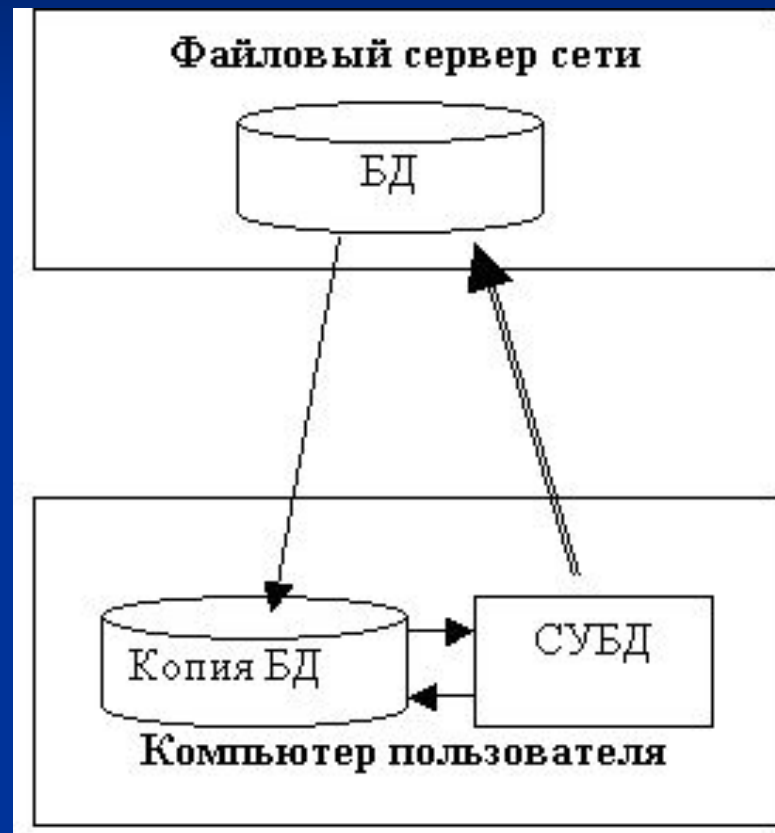 Файловый сервер сети
БД
Копия БД
СУБД
Компьютер пользователя